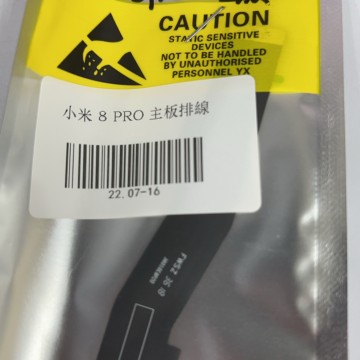 CAUTION
STATIC SENSITIVE
DEVICES
NOT TO BE HANDLED
BY UNAUTHORISED
PERSONNEL YX
小米 8 PRO 主板排線
22.07-16